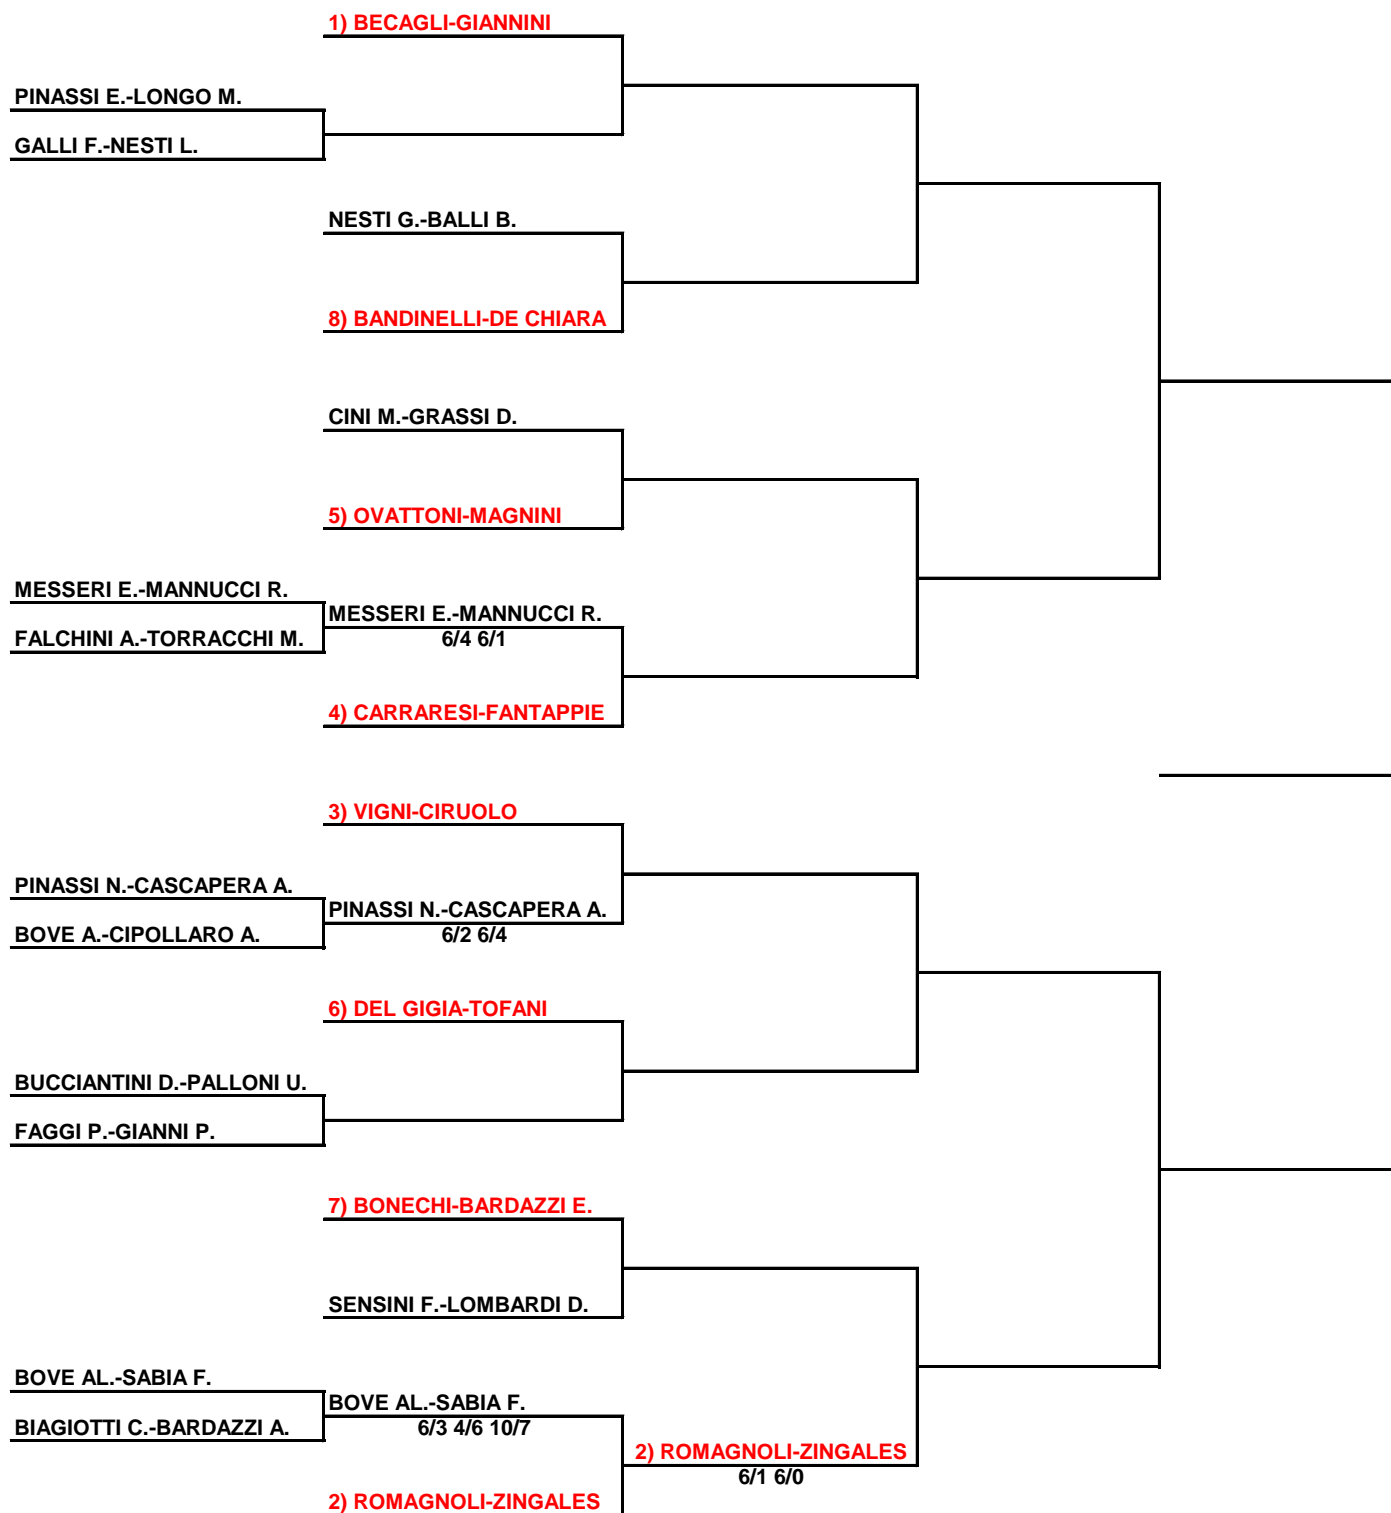 1) BECAGLI-GIANNINI
PINASSI E.-LONGO M.
GALLI F.-NESTI L.
NESTI G.-BALLI B.
8) BANDINELLI-DE CHIARA
CINI M.-GRASSI D.
5) OVATTONI-MAGNINI
MESSERI E.-MANNUCCI R.
MESSERI E.-MANNUCCI R.
FALCHINI A.-TORRACCHI M.
6/4 6/1
4) CARRARESI-FANTAPPIE
3) VIGNI-CIRUOLO
PINASSI N.-CASCAPERA A.
PINASSI N.-CASCAPERA A.
BOVE A.-CIPOLLARO A.
6/2 6/4
6) DEL GIGIA-TOFANI
BUCCIANTINI D.-PALLONI U.
FAGGI P.-GIANNI P.
7) BONECHI-BARDAZZI E.
SENSINI F.-LOMBARDI D.
BOVE AL.-SABIA F.
BOVE AL.-SABIA F.
BIAGIOTTI C.-BARDAZZI A.
6/3 4/6 10/7
2) ROMAGNOLI-ZINGALES
6/1 6/0
2) ROMAGNOLI-ZINGALES